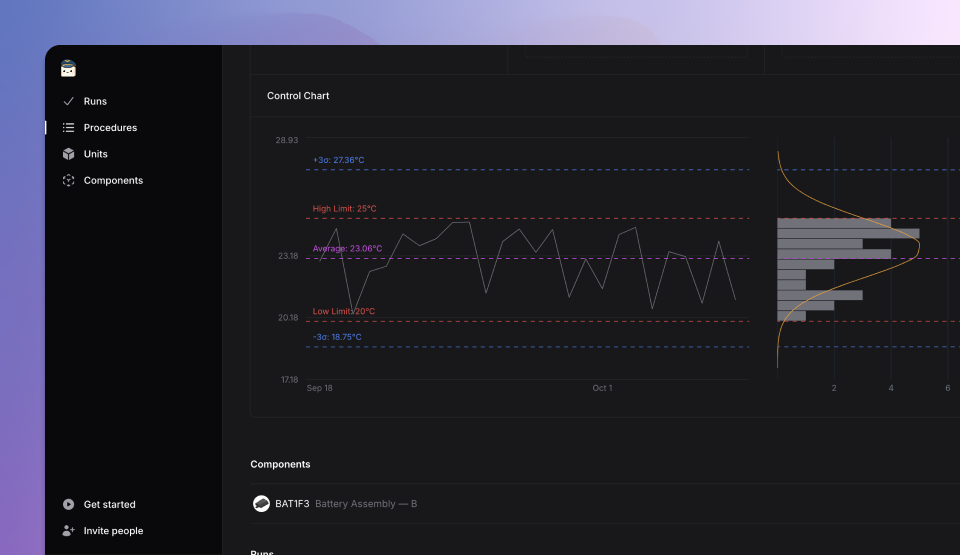 Runs
Procedures
Units
Components
Get started
Invite people
Control Chart
28.93
+3σ: 27.36°C
High Limit: 25°C
Average: 23.06°C
23.18
Low Limit: 20°C
20.18
-3σ: 18.75°C
17.18
Sep 18
Oct 1
2
4
6
Components
BAT1F3 Battery Assembly — B
Runs